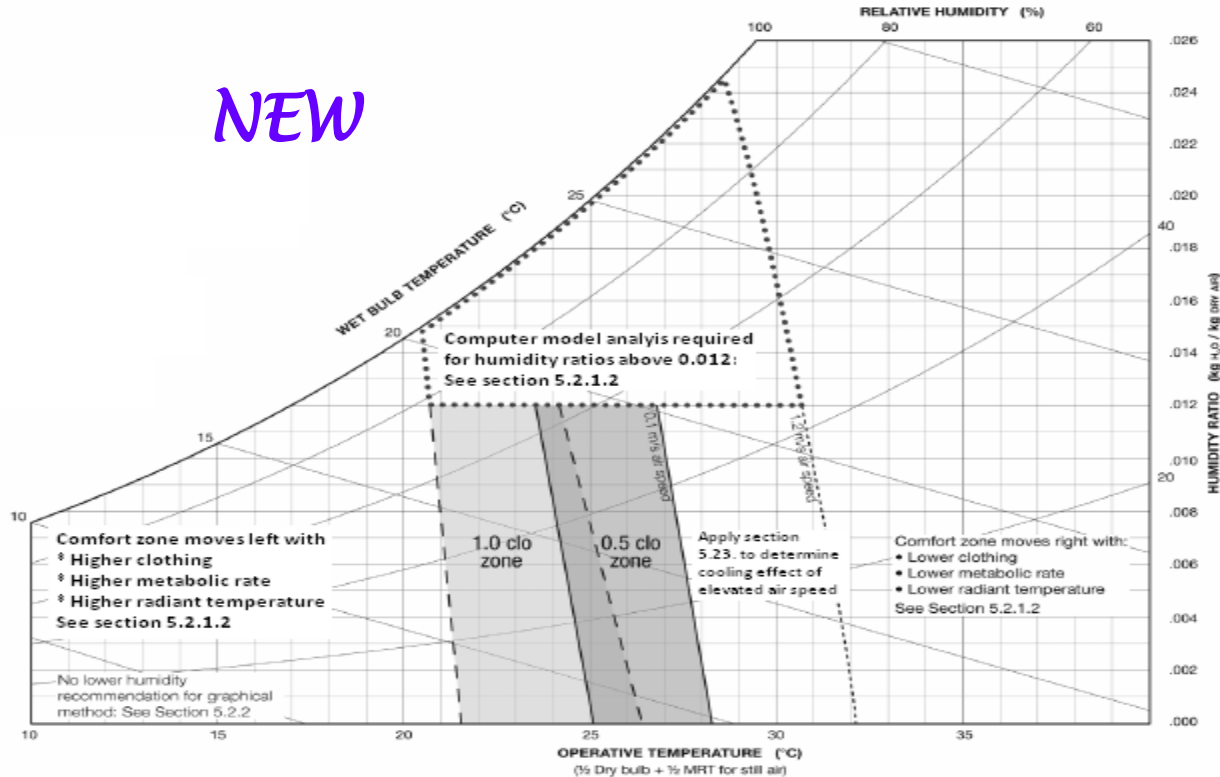 RELATIVE HUMIDITY (%)
100
80
60
.026
NEW
.024
.022
25
.020
WET BULB TEMPERATURE (°C)
40
.018
.016
20
Computer model analyis required
for humidity ratios above 0.012:
See section 5.2.1.2
.014
.012
0.1 m/s air speed
1.2 m/s air speed
HUMIDITY RATIO (kg H₂O / kg DRY AIR)
15
.010
20
10
.008
Comfort zone moves left with
* Higher clothing
* Higher metabolic rate
* Higher radiant temperature
See section 5.2.1.2
1.0 clo
zone
0.5 clo
zone
Apply section
5.23. to determine
cooling effect of
elevated air speed
Comfort zone moves right with:
• Lower clothing
• Lower metabolic rate
• Lower radiant temperature
See Section 5.2.1.2
.006
.004
.002
No lower humidity
recommendation for graphical
method: See Section 5.2.2
.000
10
15
20
25
30
35
OPERATIVE TEMPERATURE (°C)
(½ Dry bulb + ½ MRT for still air)